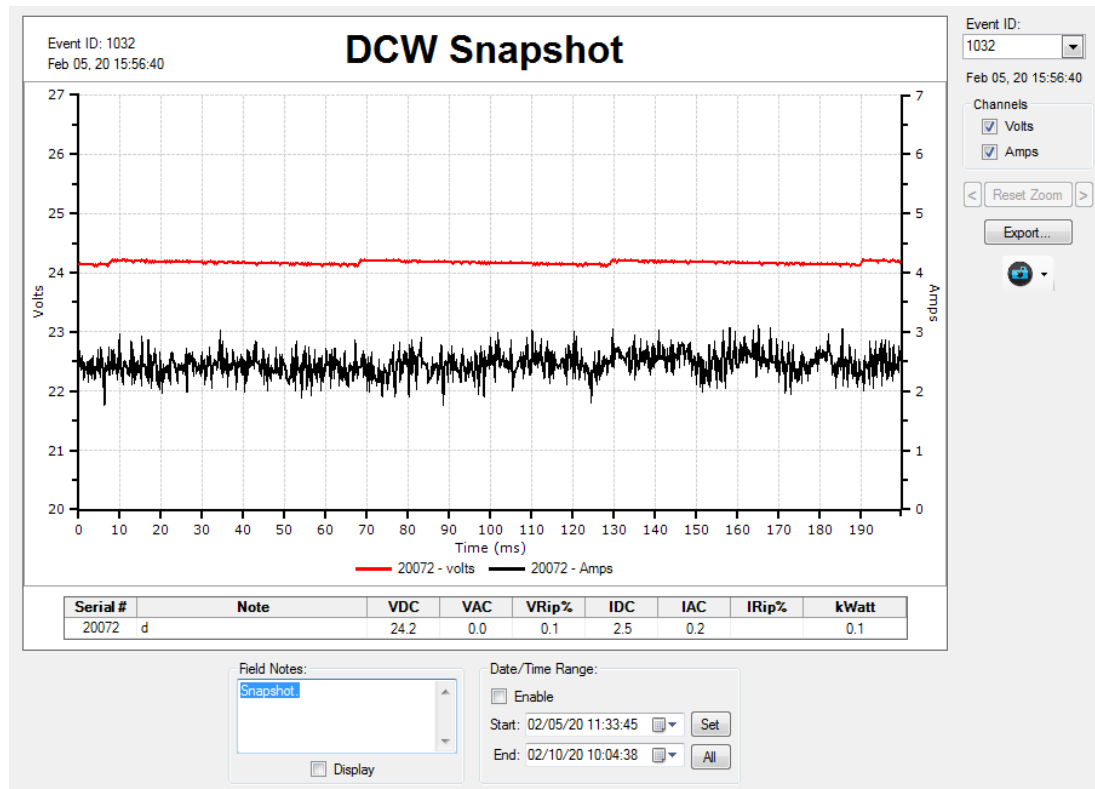 Event ID: 1032
Feb 05, 20 15:56:40
DCW Snapshot
27
26
25
24
23
22
21
20
Volts
7
6
5
4
3
2
1
0
Amps
0 10 20 30 40 50 60 70 80 90 100 110 120 130 140 150 160 170 180 190
Time (ms)
20072 - volts 20072 - Amps
Serial # Note VDC VAC VRip% IDC IAC IRip% kWatt
20072 d 24.2 0.0 0.1 2.5 0.2 0.1
Event ID:
1032
Feb 05, 20 15:56:40
Channels
Volts
Amps
< Reset Zoom >
Export...
Field Notes:
Snapshot.
Display
Date/Time Range:
Enable
Start: 02/05/20 11:33:45 Set
End: 02/10/20 10:04:38 All